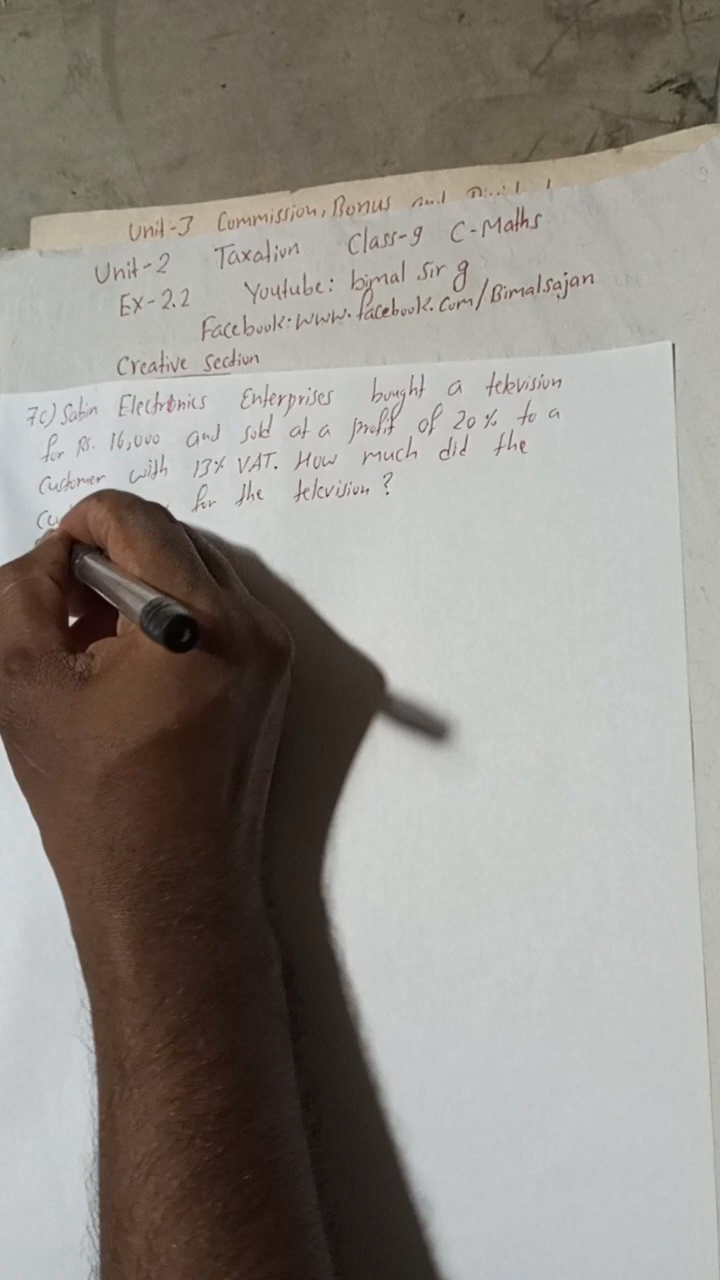 Unit-3 Commission, Bonus and
Unit-2 Taxation Class-9 C-Maths
Ex-2.2 Youtube: bimal sir g
Facebook: www.facebook.com/Bimalsajan
Creative section
7c) Sabin Electronics Enterprises bought a television
for Rs. 16,000 and sold at a profit of 20% to a
customer with 13% VAT. How much did the
for the television?